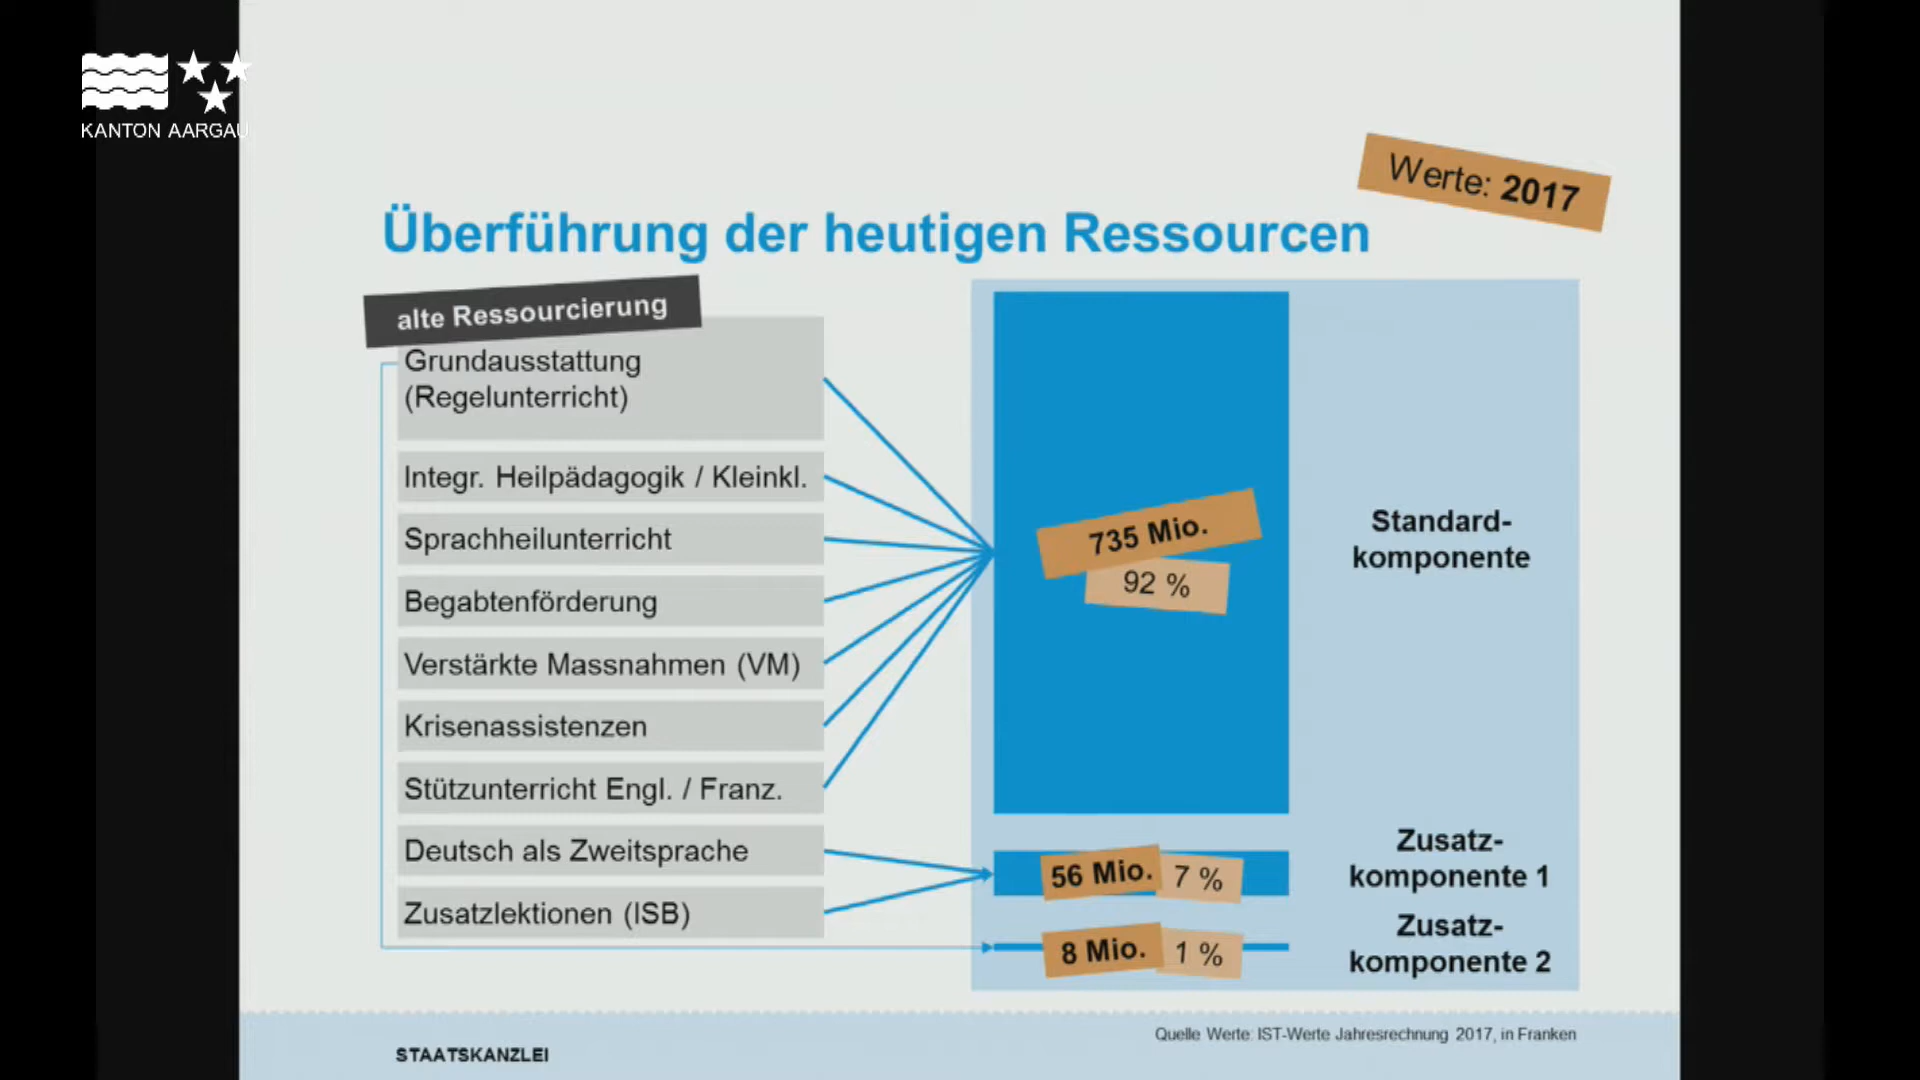 KANTON AARGAU
Werte: 2017
Überführung der heutigen Ressourcen
alte Ressourcierung
Grundausstattung
(Regelunterricht)
Integr. Heilpädagogik / Kleinkl.
Sprachheilunterricht
Begabtenförderung
Verstärkte Massnahmen (VM)
Krisenassistenzen
Stützunterricht Engl. / Franz.
Deutsch als Zweitsprache
Zusatzlektionen (ISB)
735 Mio.
92 %
Standard-
komponente
56 Mio. 7 %
Zusatz-
komponente 1
8 Mio. 1 %
Zusatz-
komponente 2
Quelle Werte: IST-Werte Jahresrechnung 2017, in Franken
STAATSKANZLEI